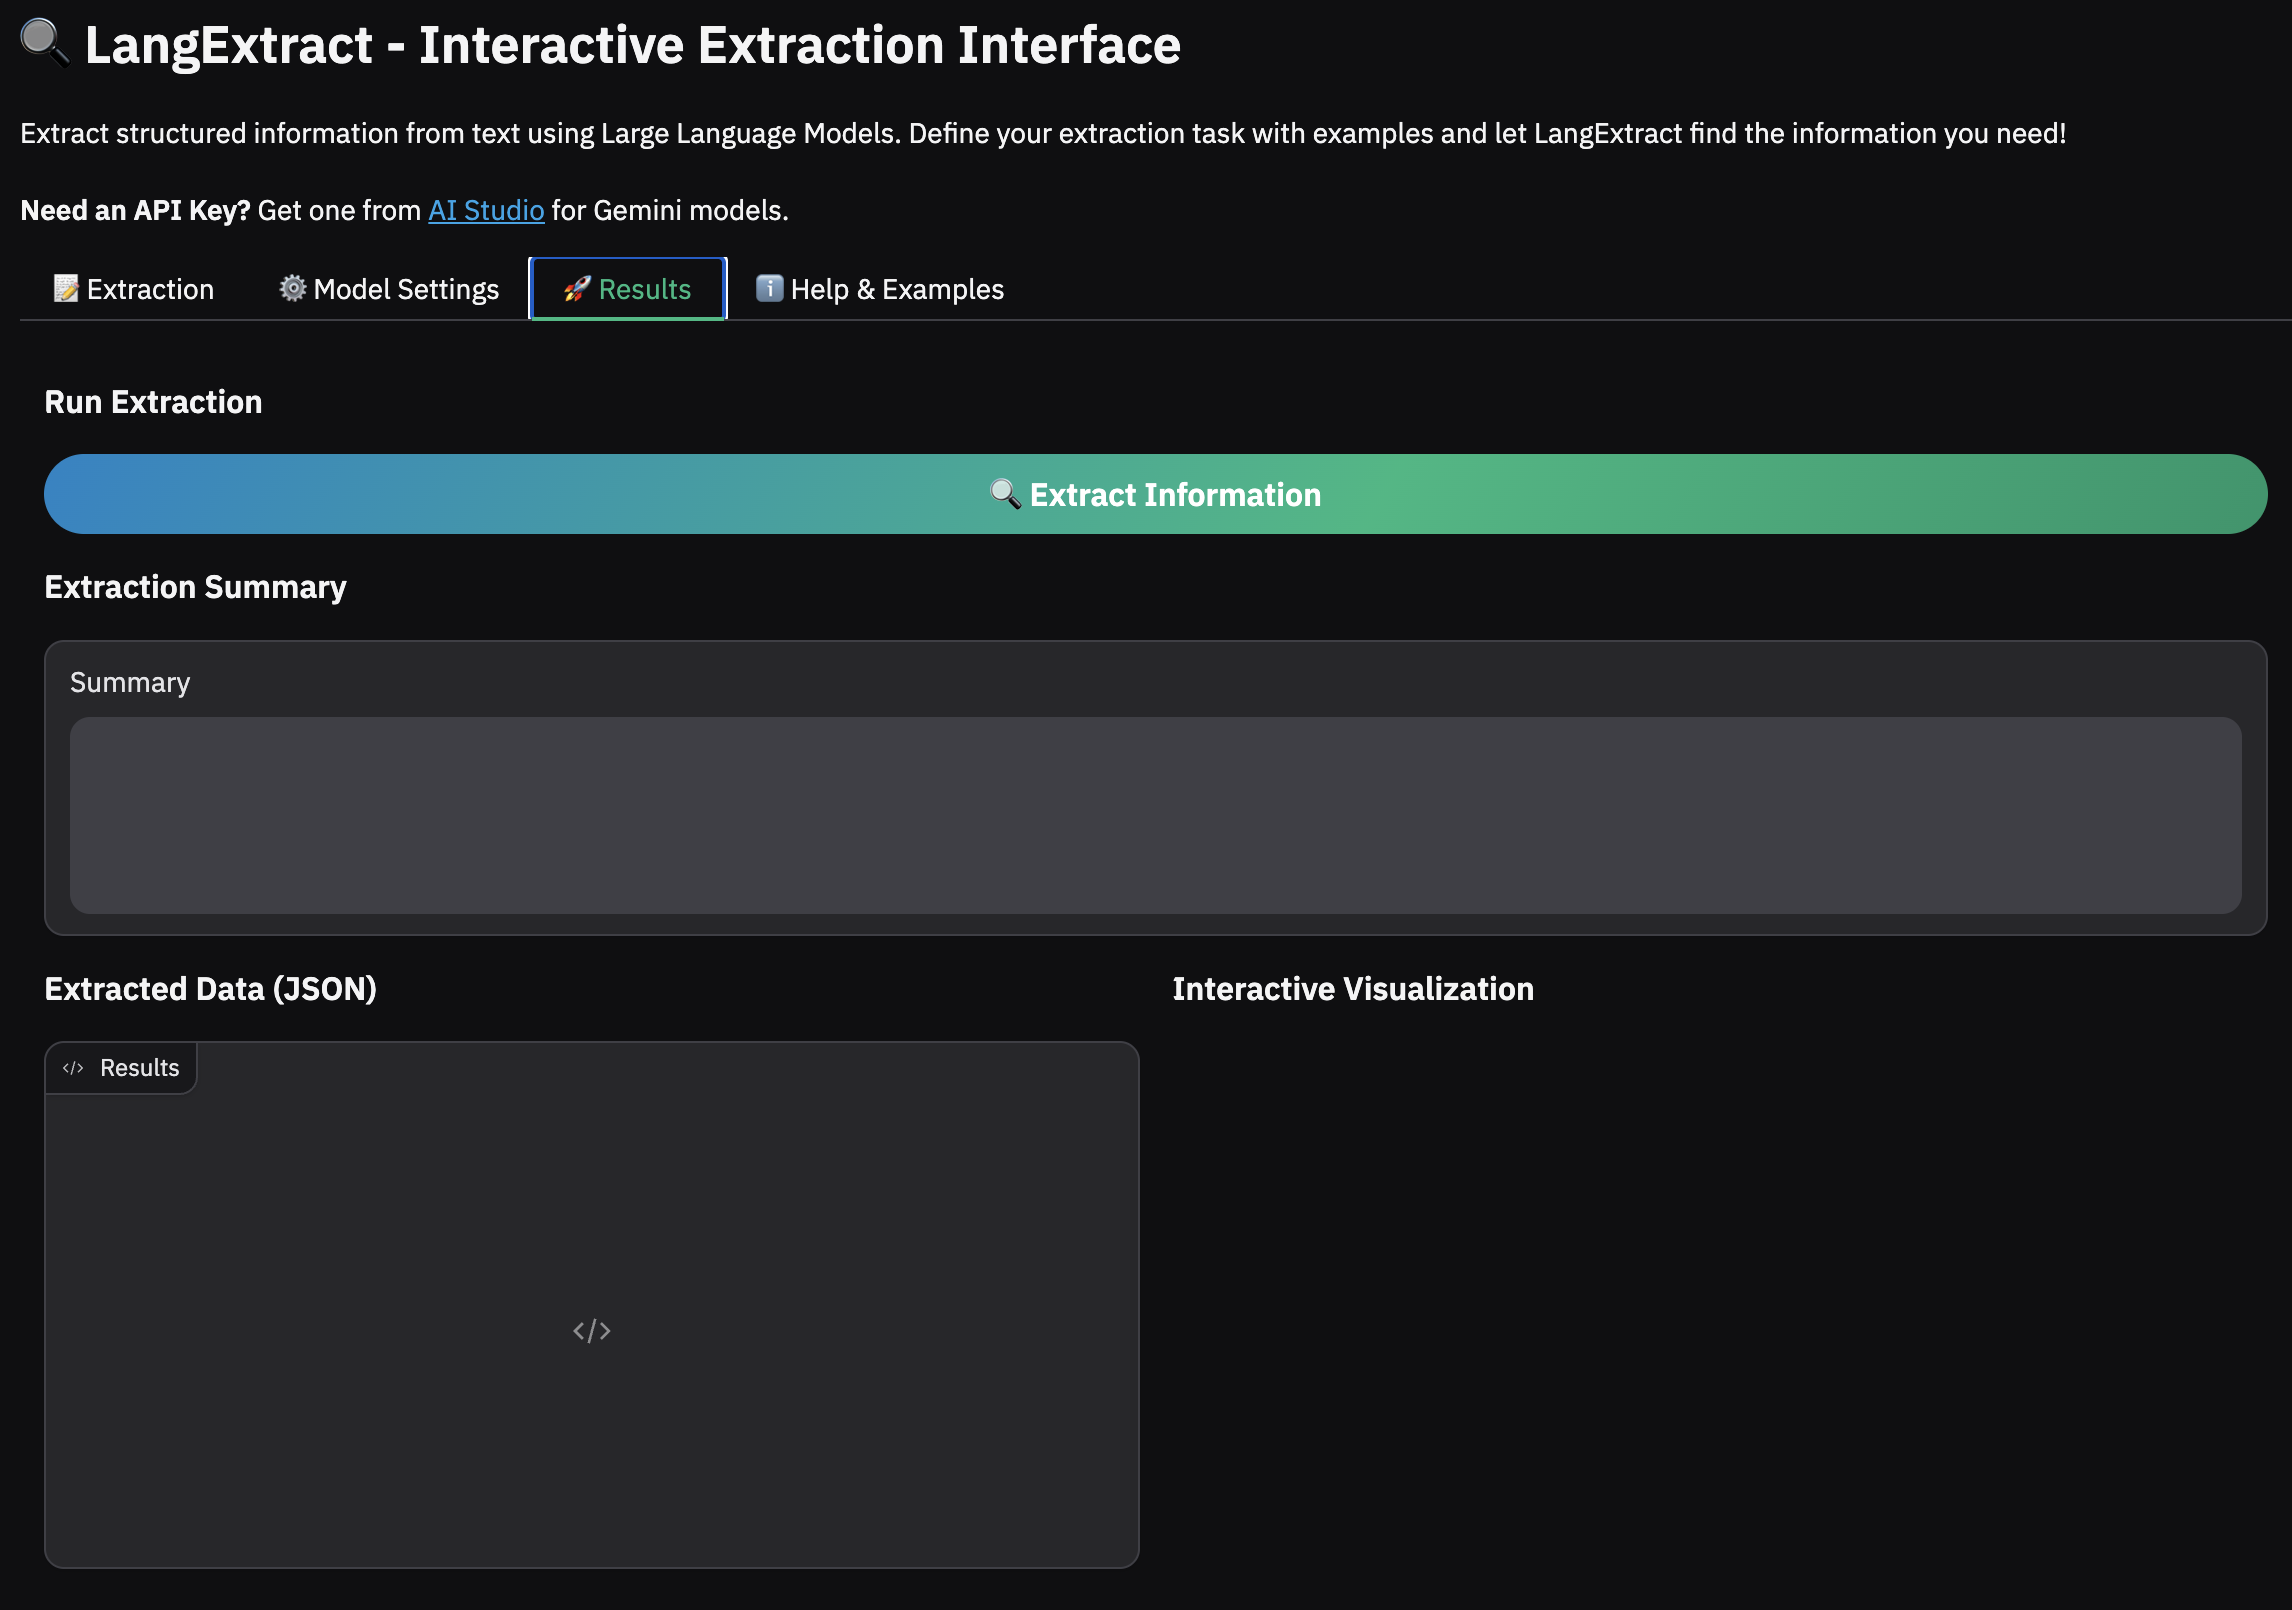 🔍 LangExtract - Interactive Extraction Interface
Extract structured information from text using Large Language Models. Define your extraction task with examples and let LangExtract find the information you need!
Need an API Key? Get one from AI Studio for Gemini models.
📝 Extraction ⚙️ Model Settings 🚀 Results ℹ️ Help & Examples
Run Extraction
🔍 Extract Information
Extraction Summary
Summary
Extracted Data (JSON) Interactive Visualization
</> Results
</>